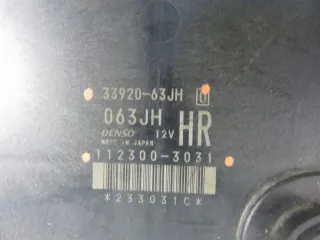 33920-63JH U
063JH
DENSO 12V HR
MADE IN JAPAN
112300-3031
*233031C*